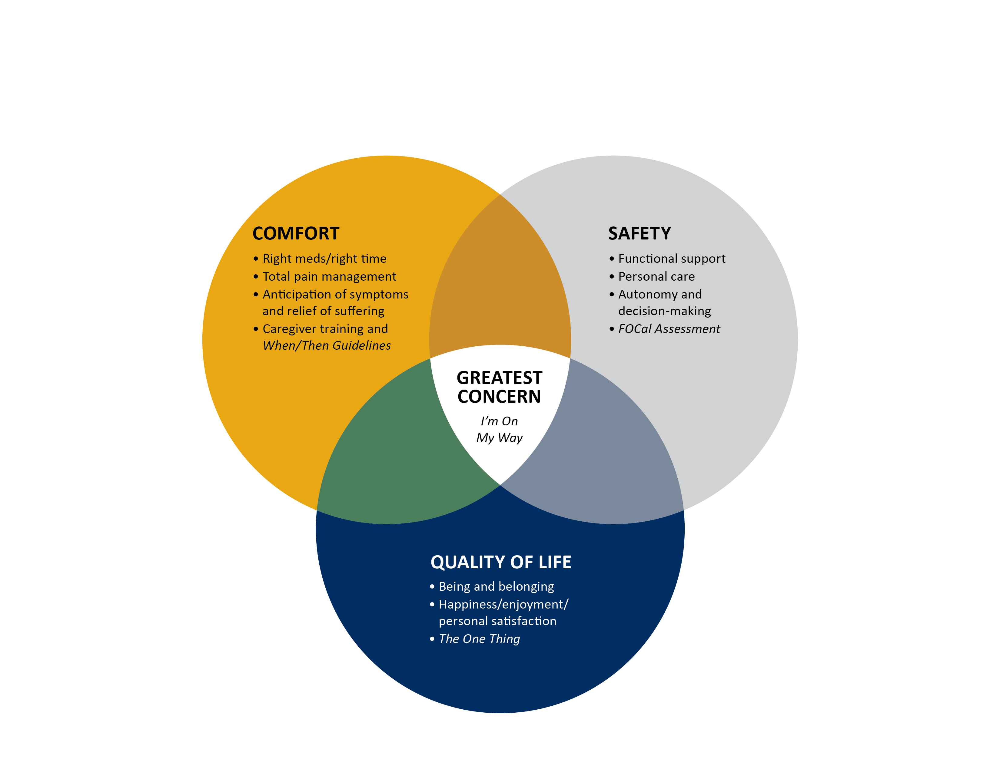 COMFORT
• Right meds/right time
• Total pain management
• Anticipation of symptoms
and relief of suffering
• Caregiver training and
When/Then Guidelines
SAFETY
• Functional support
• Personal care
• Autonomy and
decision-making
• FOCal Assessment
GREATEST
CONCERN
I’m On
My Way
QUALITY OF LIFE
• Being and belonging
• Happiness/enjoyment/
personal satisfaction
• The One Thing